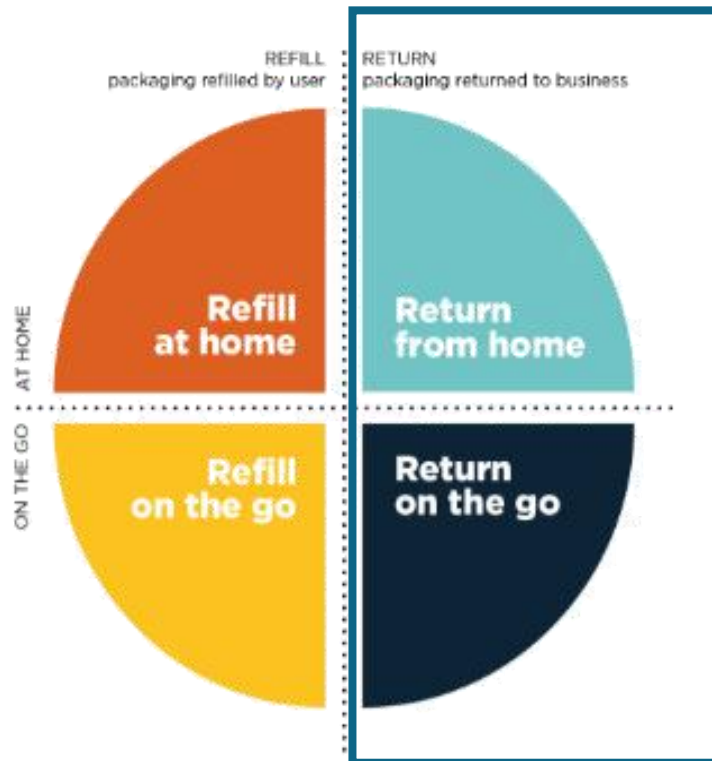 REFILL
packaging refilled by user
RETURN
packaging returned to business
AT HOME
Refill
at home
Return
from home
ON THE GO
Refill
on the go
Return
on the go